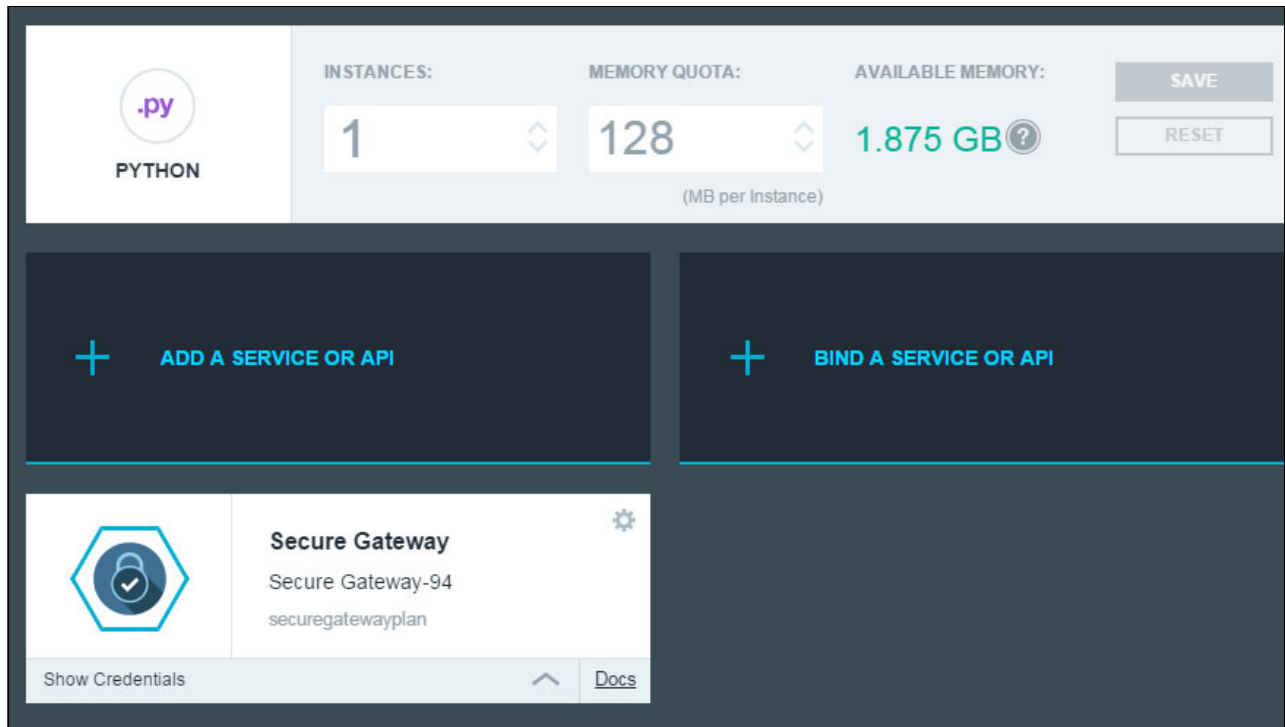 .py
PYTHON
INSTANCES:
1
MEMORY QUOTA:
128
(MB per Instance)
AVAILABLE MEMORY:
1.875 GB ?
SAVE
RESET
ADD A SERVICE OR API
BIND A SERVICE OR API
Secure Gateway
Secure Gateway-94
securegatewayplan
Show Credentials
Docs